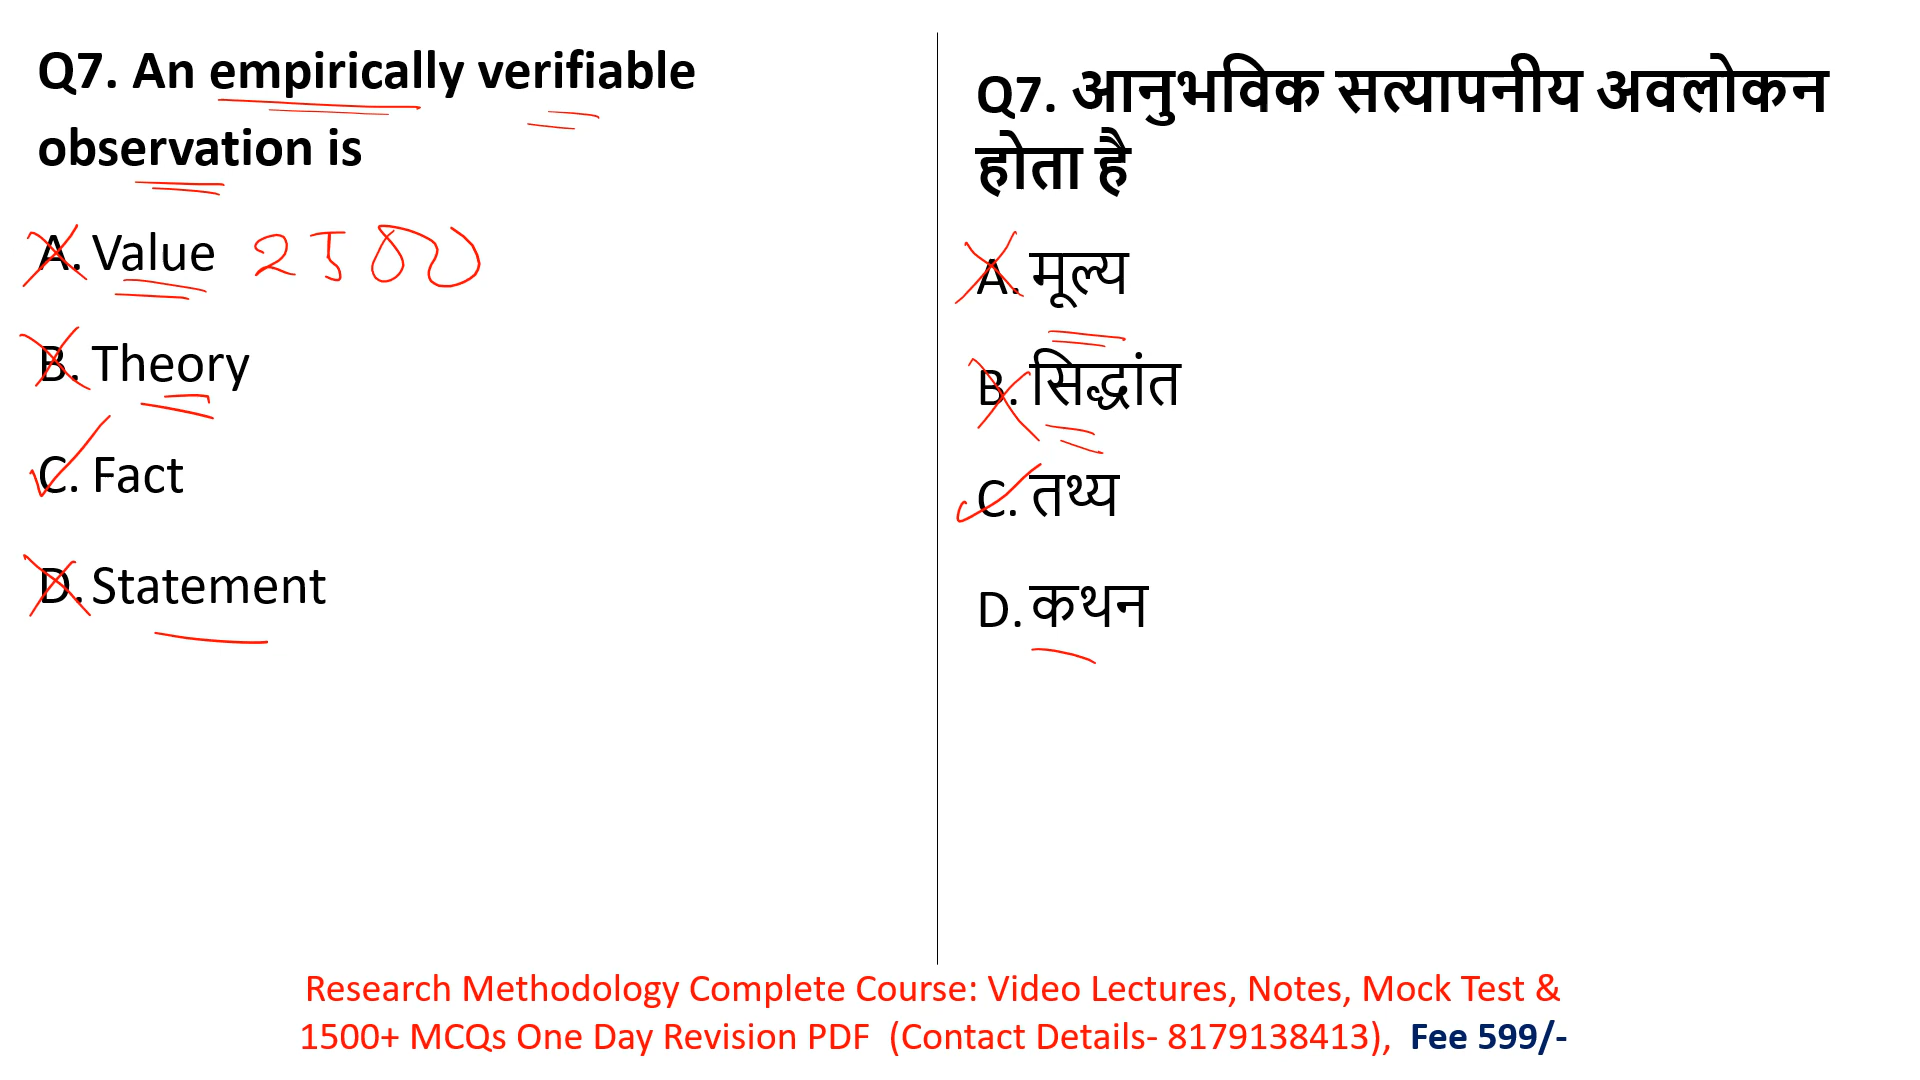 Q7. An empirically verifiable
observation is
A. Value 2500
B. Theory
C. Fact
D. Statement
Q7. आनुभविक सत्यापनीय अवलोकन
होता है
A. मूल्य
B. सिद्धांत
C. तथ्य
D. कथन
Research Methodology Complete Course: Video Lectures, Notes, Mock Test &
1500+ MCQs One Day Revision PDF (Contact Details- 8179138413), Fee 599/-